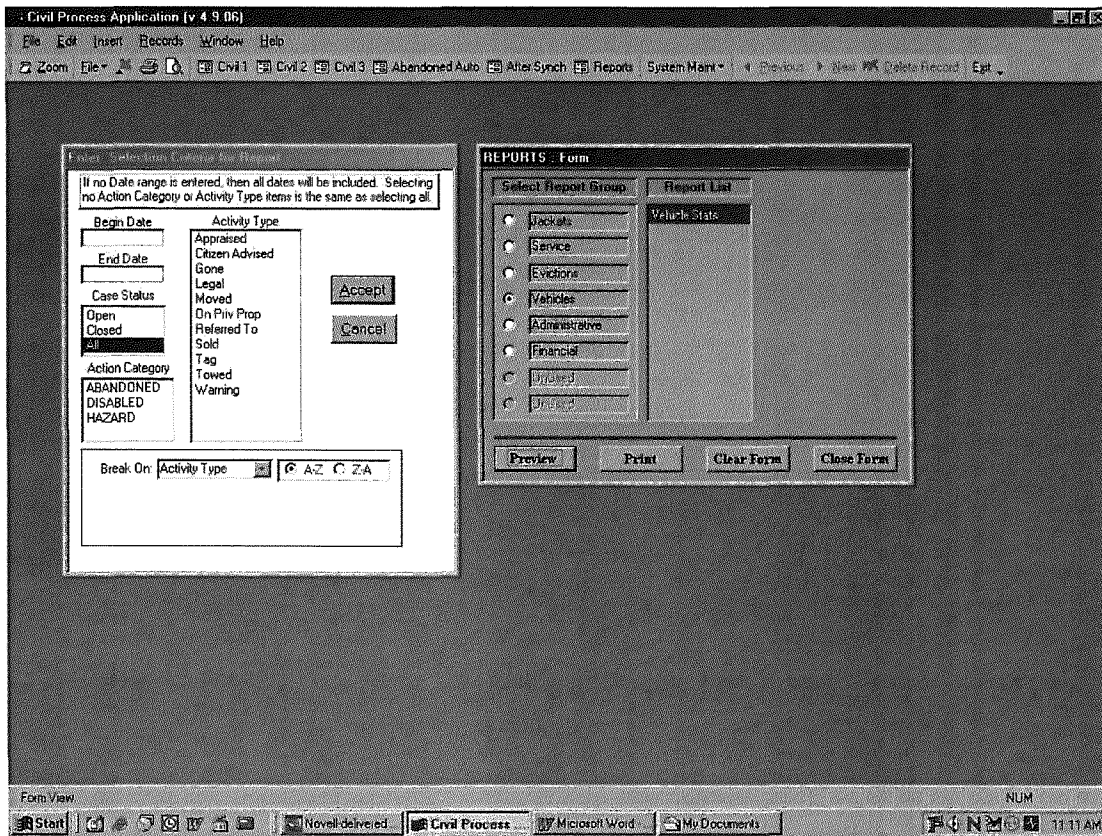 Civil Process Application (v 4.9.06)
File Edit Insert Records Window Help
Zoom File Civil 1 Civil 2 Civil 3 Abandoned Auto After Synch Reports System Maint Previous New Delete Record Exit
Enter Selection Criteria for Report
If no Date range is entered, then all dates will be included. Selecting
no Action Category or Activity Type items is the same as selecting all.
Begin Date
End Date
Case Status
Open
Closed
All
Action Category
ABANDONED
DISABLED
HAZARD
Activity Type
Appraised
Citizen Advised
Gone
Legal
Moved
On Priv Prop
Referred To
Sold
Tag
Towed
Warning
Accept
Cancel
Break On: Activity Type A-Z Z-A
REPORTS : Form
Select Report Group
Jackets
Service
Evictions
Vehicles
Administrative
Financial
Unused
Unused
Report List
Vehicle Stats
Preview Print Clear Form Close Form
Form View NUM
Start Novell-delivered Civil Process ... Microsoft Word My Documents 11:11 AM